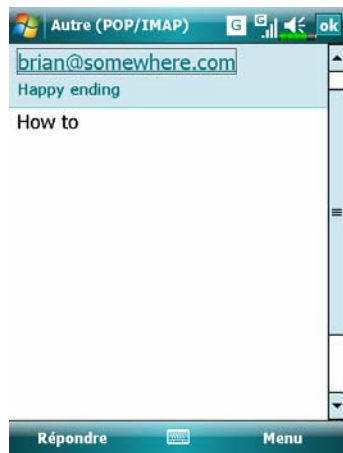 Autre (POP/IMAP) G G ok
brian@somewhere.com
Happy ending
How to
Répondre Menu